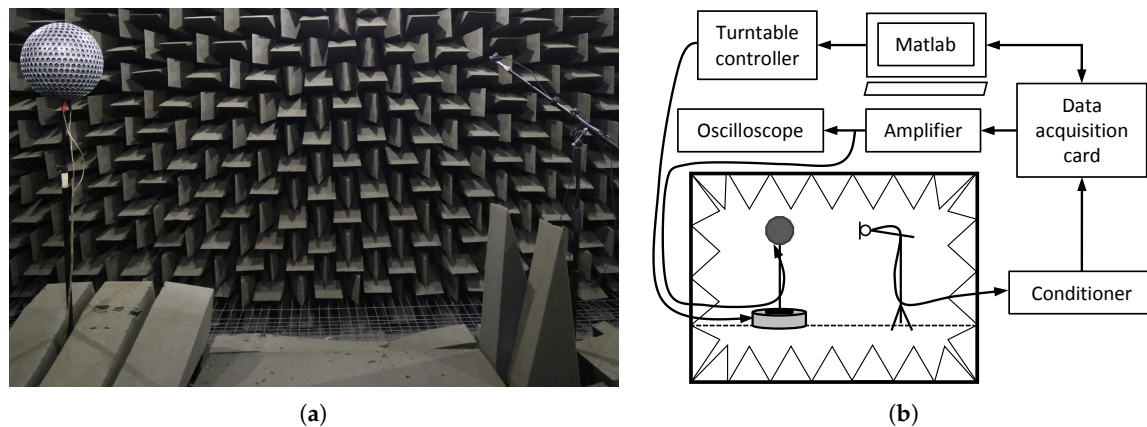 Turntable
controller
Matlab
Oscilloscope
Amplifier
Data
acquisition
card
Conditioner
(a)
(b)